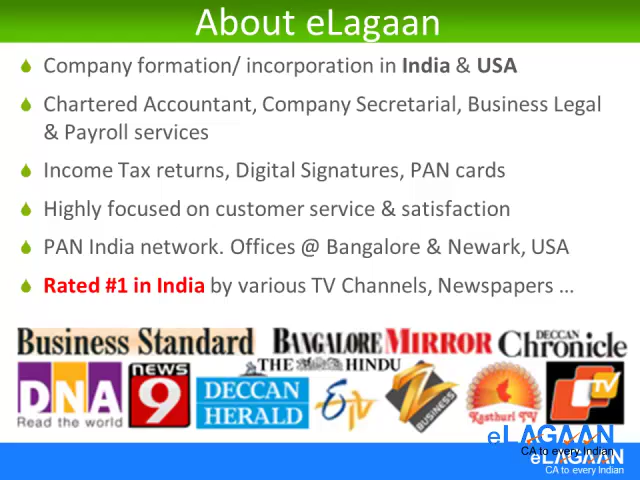 About eLagaan
Company formation/ incorporation in India & USA
Chartered Accountant, Company Secretarial, Business Legal
& Payroll services
Income Tax returns, Digital Signatures, PAN cards
Highly focused on customer service & satisfaction
PAN India network. Offices @ Bangalore & Newark, USA
Rated #1 in India by various TV Channels, Newspapers …
Business Standard
BANGALORE MIRROR
DECCAN
Chronicle
THE HINDU
DNA
Read the world
NEWS
9
DECCAN
HERALD
etv
Z
BUSINESS
Kasthuri TV
TV
eLAGAAN
CA to every Indian
eLAGAAN
CA to every Indian